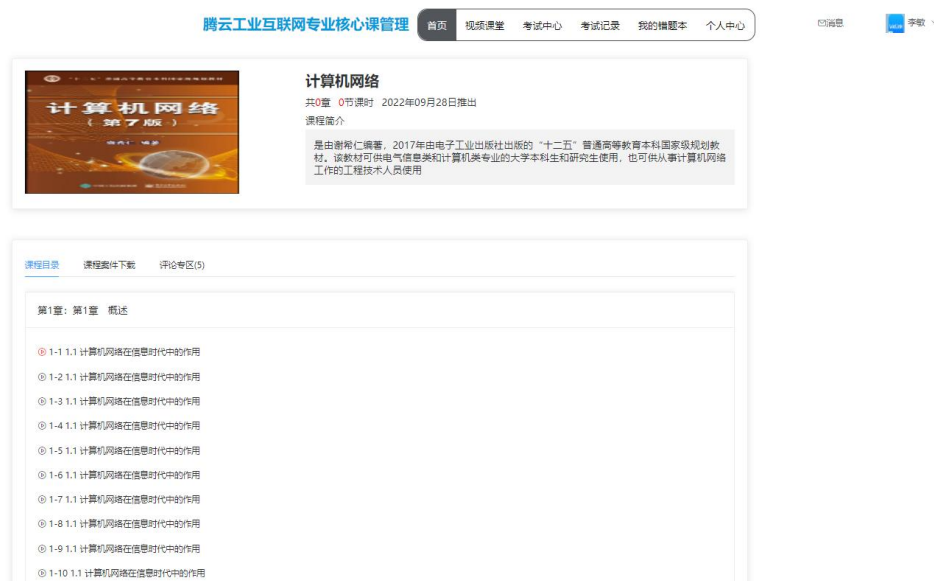 腾云工业互联网专业核心课管理
首页 视频课堂 考试中心 考试记录 我的错题本 个人中心
消息
李敏
"十二五"普通高等教育本科国家级规划教材
计算机网络
（第7版）
计算机网络
共0章 0节课时 2022年09月28日推出
课程简介
是由谢希仁编著，2017年由电子工业出版社出版的“十二五”普通高等教育本科国家级规划教
材。该教材可供电气信息类和计算机类专业的大学本科生和研究生使用，也可供从事计算机网络
工作的工程技术人员使用
课程目录 课程案件下载 评论专区(5)
第1章：第1章 概述
1-1 1.1 计算机网络在信息时代中的作用
1-2 1.1 计算机网络在信息时代中的作用
1-3 1.1 计算机网络在信息时代中的作用
1-4 1.1 计算机网络在信息时代中的作用
1-5 1.1 计算机网络在信息时代中的作用
1-6 1.1 计算机网络在信息时代中的作用
1-7 1.1 计算机网络在信息时代中的作用
1-8 1.1 计算机网络在信息时代中的作用
1-9 1.1 计算机网络在信息时代中的作用
1-10 1.1 计算机网络在信息时代中的作用